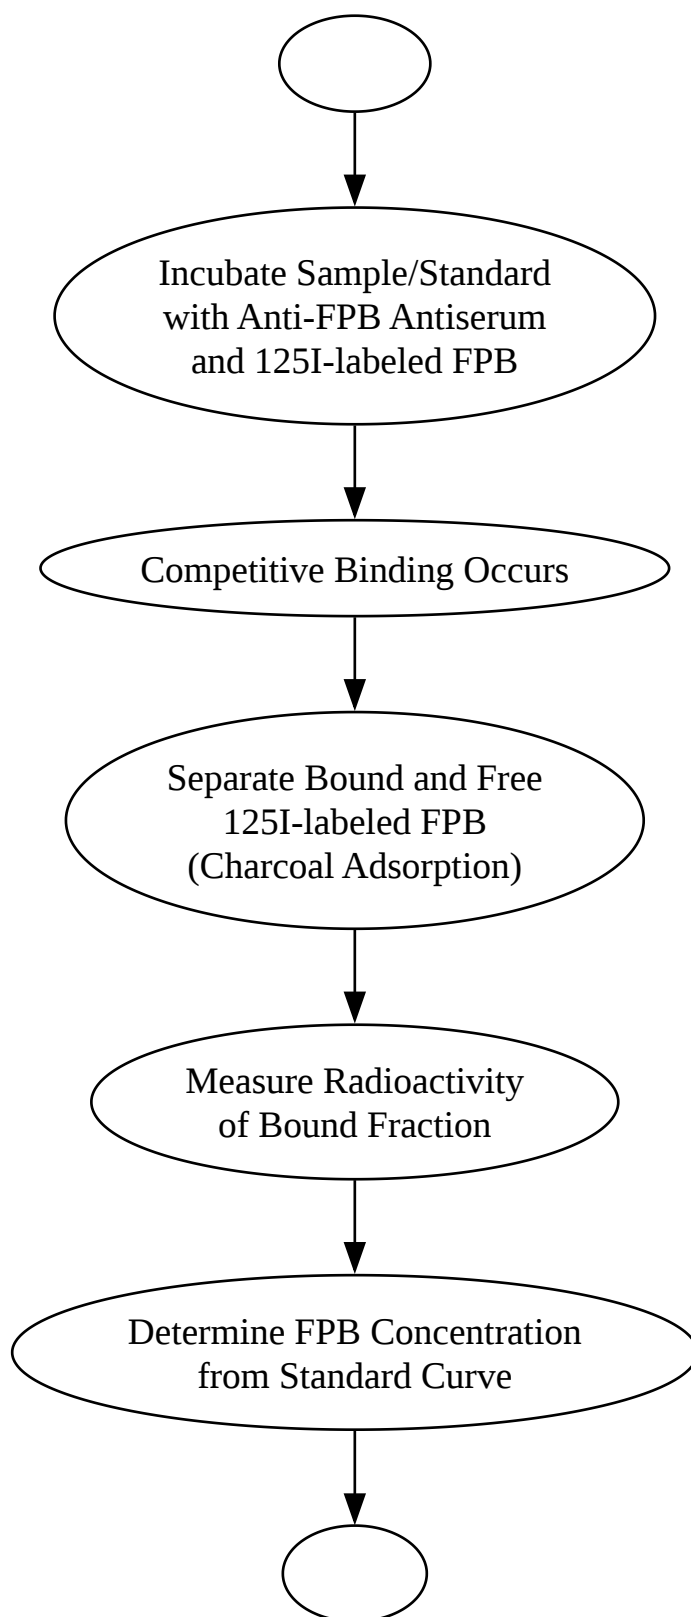 Incubate Sample/Standard
with Anti-FPB Antiserum
and 125I-labeled FPB
Competitive Binding Occurs
Separate Bound and Free
125I-labeled FPB
(Charcoal Adsorption)
Measure Radioactivity
of Bound Fraction
Determine FPB Concentration
from Standard Curve